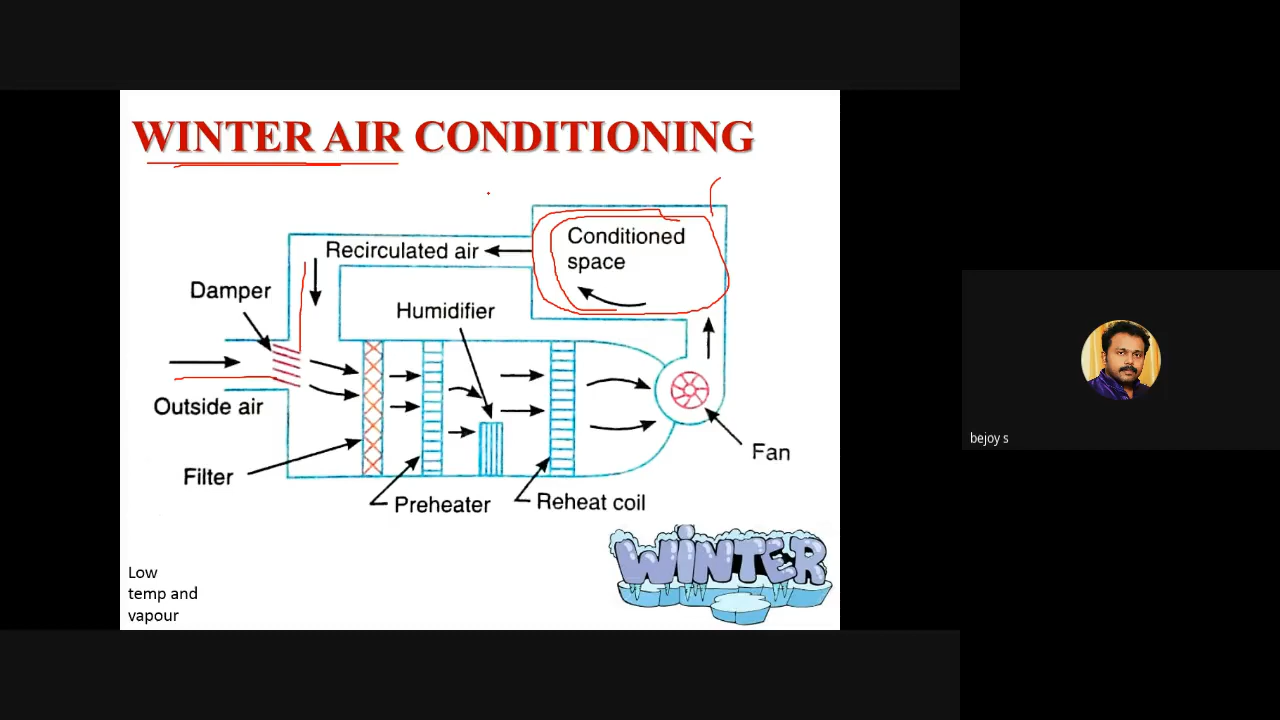 WINTER AIR CONDITIONING
Conditioned
space
Recirculated air
Damper
Humidifier
Outside air
Fan
Filter
Preheater
Reheat coil
WINTER
Low
temp and
vapour
bejoy s